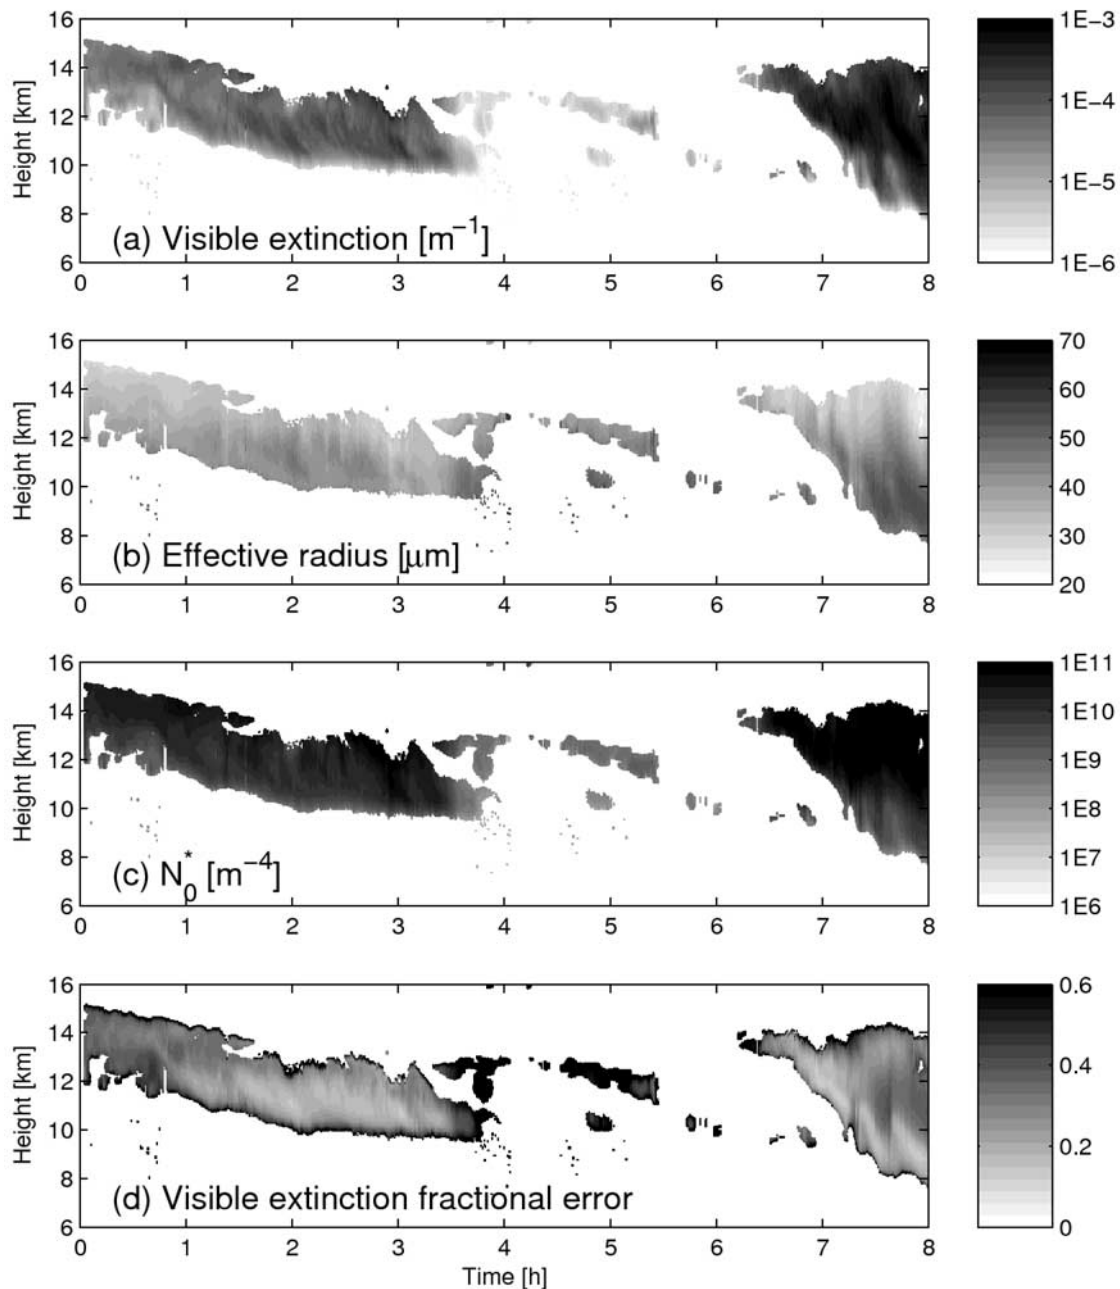 16
14
12
10
8
6
Height [km]
(a) Visible extinction [m⁻¹]
0 1 2 3 4 5 6 7 8
1E−3
1E−4
1E−5
1E−6
16
14
12
10
8
6
Height [km]
(b) Effective radius [μm]
0 1 2 3 4 5 6 7 8
70
60
50
40
30
20
16
14
12
10
8
6
Height [km]
(c) N₀* [m⁻⁴]
0 1 2 3 4 5 6 7 8
1E11
1E10
1E9
1E8
1E7
1E6
16
14
12
10
8
6
Height [km]
(d) Visible extinction fractional error
0 1 2 3 4 5 6 7 8
Time [h]
0.6
0.4
0.2
0